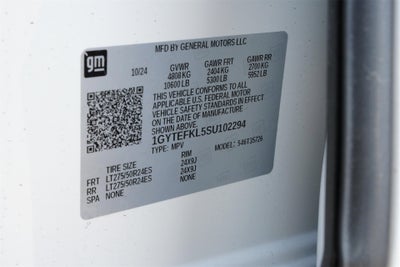 gm
MFD BY GENERAL MOTORS LLC
10/24 GVWR GAWR FRT GAWR RR
4808 KG 2404 KG 2700 KG
10600 LB 5300 LB 5952 LB
THIS VEHICLE CONFORMS TO ALL
APPLICABLE U.S. FEDERAL MOTOR
VEHICLE SAFETY STANDARDS IN EFFECT
ON THE DATE OF MANUFACTURE
SHOWN ABOVE.
1GYTEFKL5SU102294
TYPE: MPV MODEL: 546T3S726
TIRE SIZE RIM
FRT LT275/50R24ES 24X9J
RR LT275/50R24ES 24X9J
SPA NONE NONE